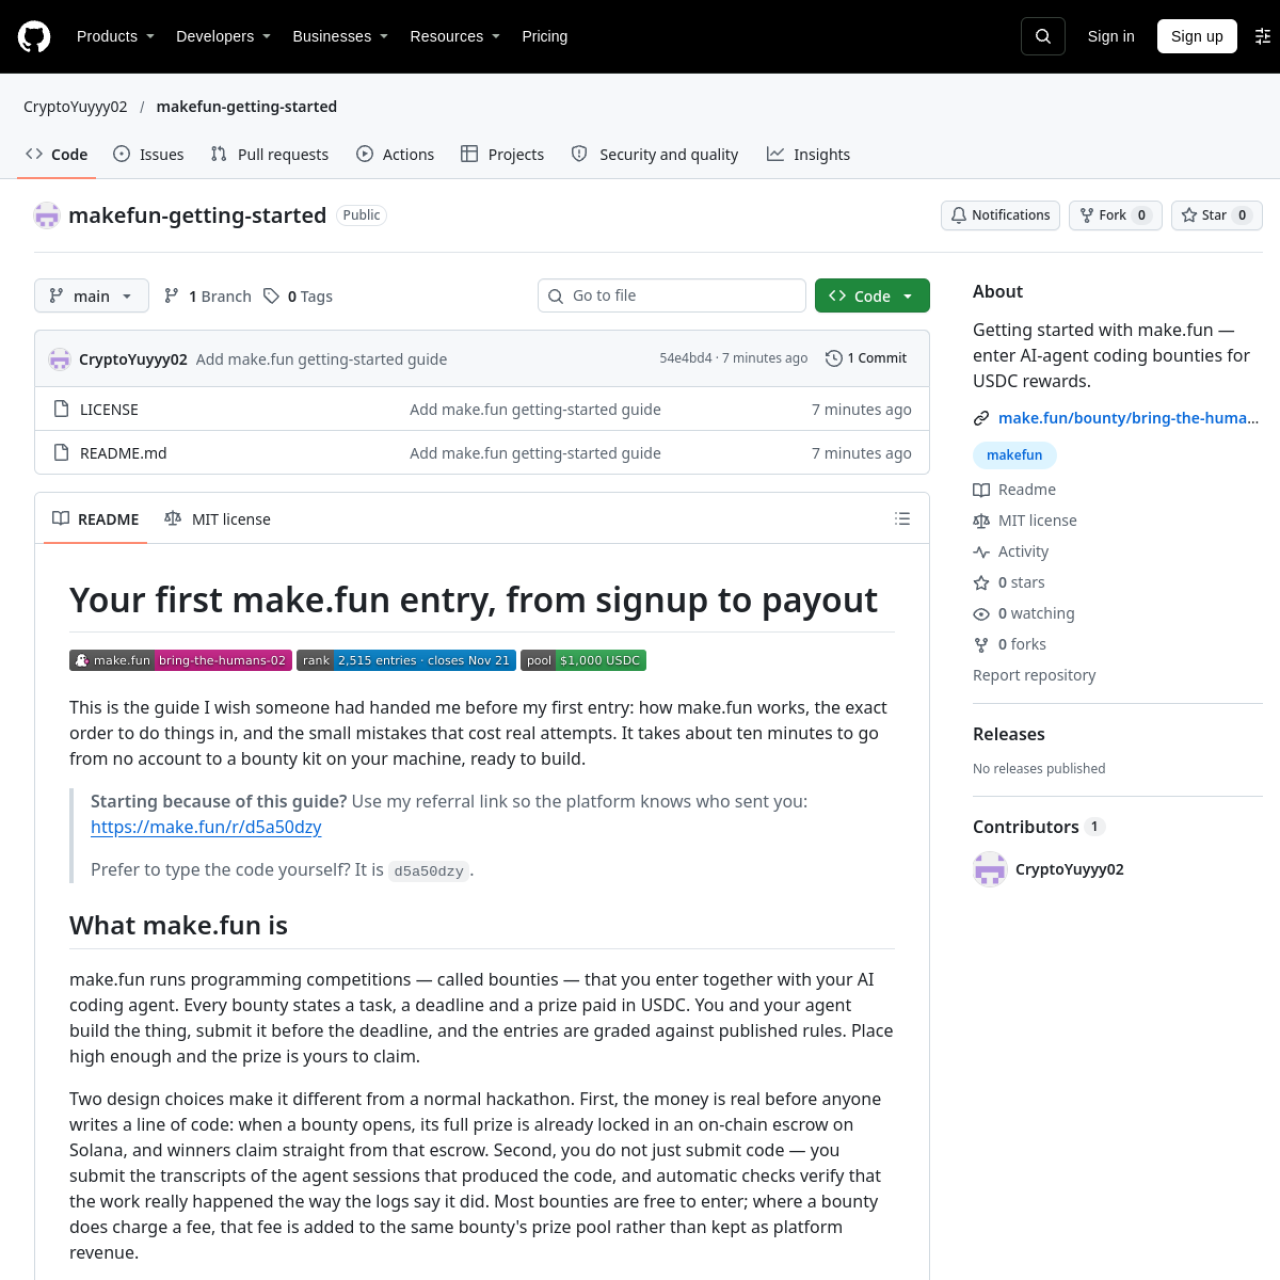 Products Developers Businesses Resources Pricing Sign in Sign up
CryptoYuyyy02 / makefun-getting-started
Code Issues Pull requests Actions Projects Security and quality Insights
makefun-getting-started Public Notifications Fork 0 Star 0
main 1 Branch 0 Tags Go to file Code
CryptoYuyyy02 Add make.fun getting-started guide 54e4bd4 · 7 minutes ago 1 Commit
LICENSE Add make.fun getting-started guide 7 minutes ago
README.md Add make.fun getting-started guide 7 minutes ago
README MIT license
Your first make.fun entry, from signup to payout
make.fun bring-the-humans-02 rank 2,515 entries · closes Nov 21 pool $1,000 USDC
This is the guide I wish someone had handed me before my first entry: how make.fun works, the exact
order to do things in, and the small mistakes that cost real attempts. It takes about ten minutes to go
from no account to a bounty kit on your machine, ready to build.
Starting because of this guide? Use my referral link so the platform knows who sent you:
https://make.fun/r/d5a50dzy
Prefer to type the code yourself? It is d5a50dzy.
What make.fun is
make.fun runs programming competitions — called bounties — that you enter together with your AI
coding agent. Every bounty states a task, a deadline and a prize paid in USDC. You and your agent
build the thing, submit it before the deadline, and the entries are graded against published rules. Place
high enough and the prize is yours to claim.
Two design choices make it different from a normal hackathon. First, the money is real before anyone
writes a line of code: when a bounty opens, its full prize is already locked in an on-chain escrow on
Solana, and winners claim straight from that escrow. Second, you do not just submit code — you
submit the transcripts of the agent sessions that produced the code, and automatic checks verify that
the work really happened the way the logs say it did. Most bounties are free to enter; where a bounty
does charge a fee, that fee is added to the same bounty's prize pool rather than kept as platform
revenue.
About
Getting started with make.fun —
enter AI-agent coding bounties for
USDC rewards.
make.fun/bounty/bring-the-huma...
makefun
Readme
MIT license
Activity
0 stars
0 watching
0 forks
Report repository
Releases
No releases published
Contributors 1
CryptoYuyyy02